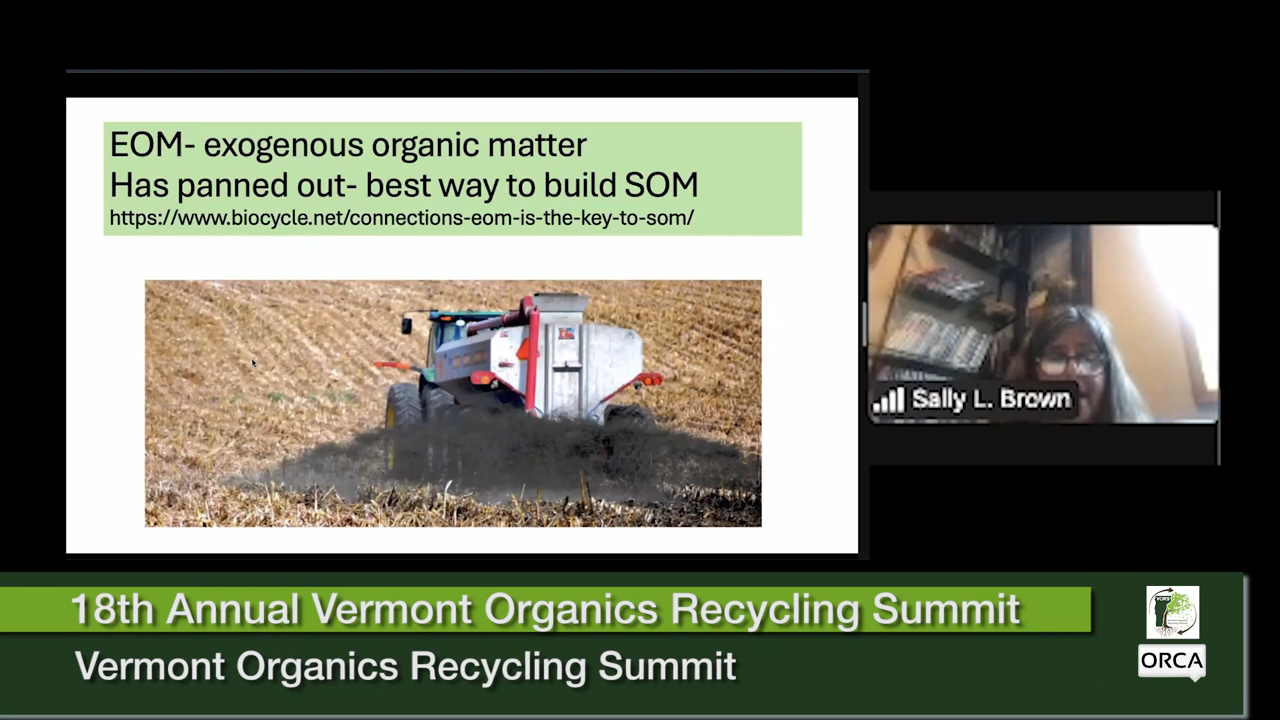 EOM- exogenous organic matter
Has panned out- best way to build SOM
https://www.biocycle.net/connections-eom-is-the-key-to-som/
Sally L. Brown
18th Annual Vermont Organics Recycling Summit
Vermont Organics Recycling Summit
VORS
ORCA